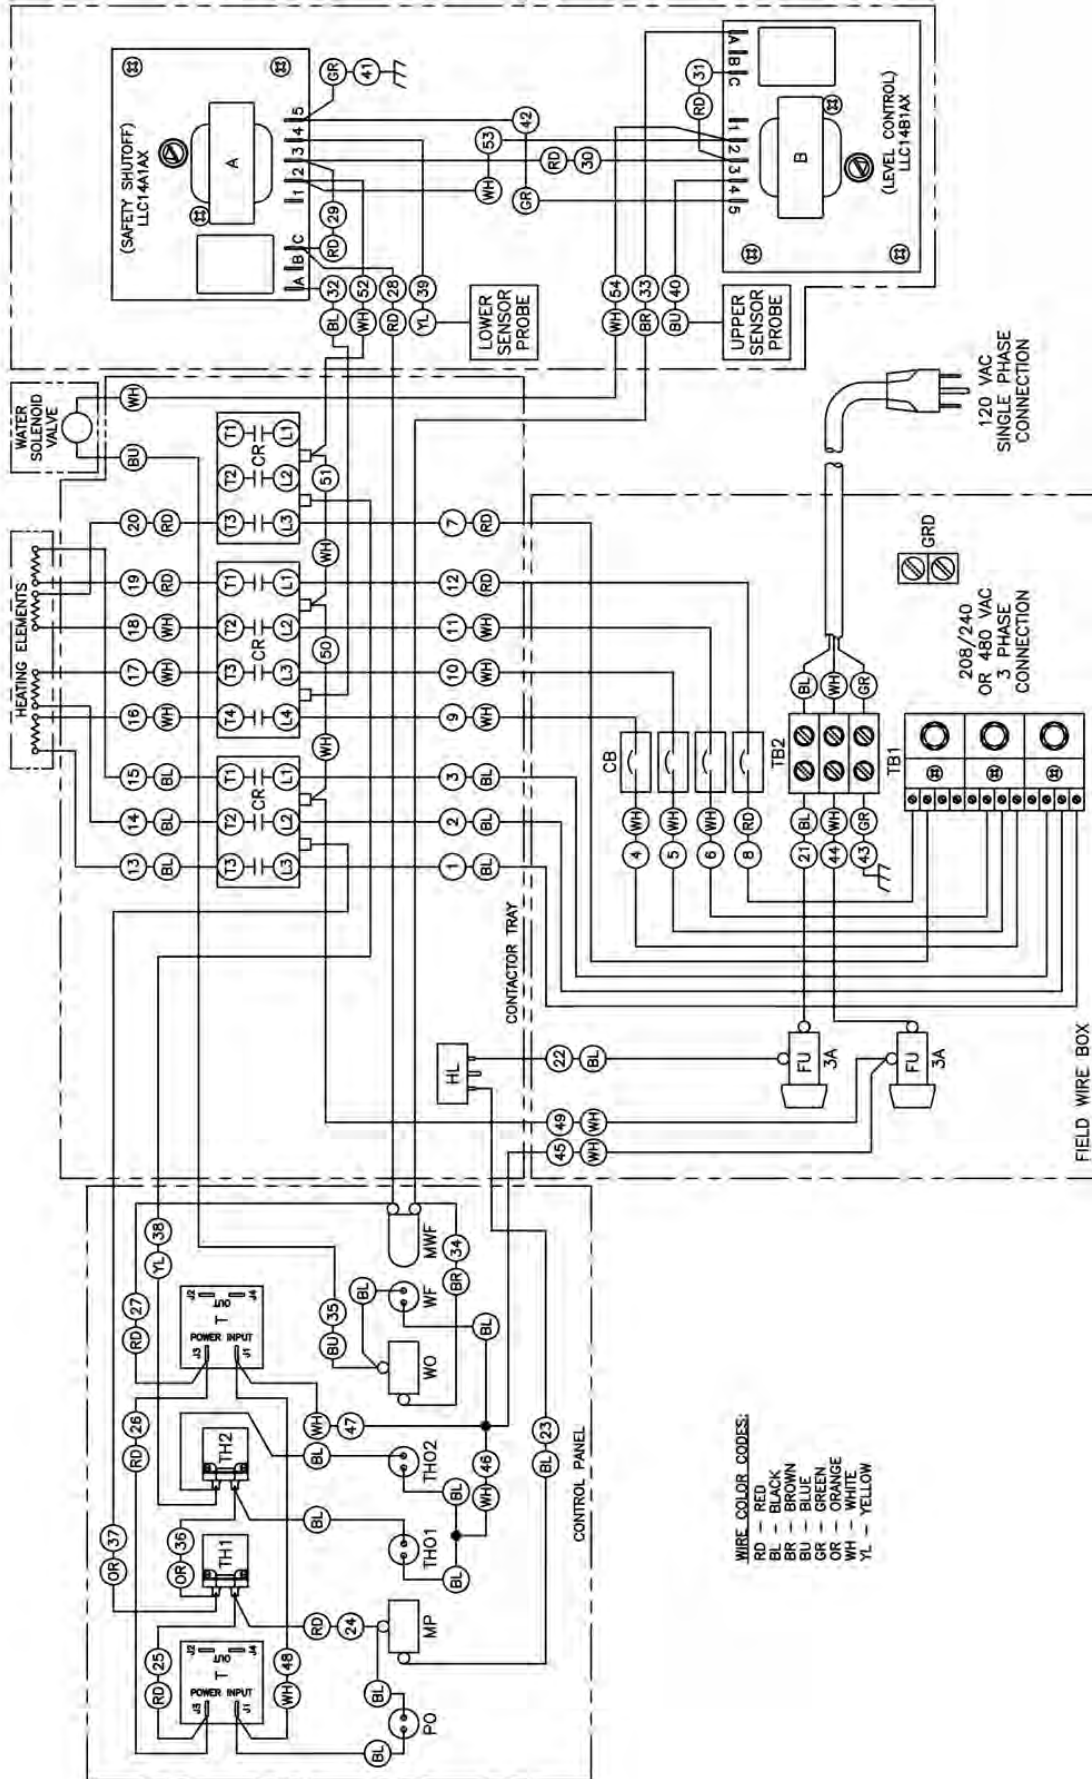 (SAFETY SHUTOFF)
LLC14A1AX
A
A B C 1 2 3 4 5
GR 41
RD 29
42
53
WH
GR
RD 30
31
RD
A B C 1 2 3 4 5
B
(LEVEL CONTROL)
LLC14B1AX
32 52 28 39
BL WH RD YL
LOWER
SENSOR
PROBE
54 33 40
WH BR BU
UPPER
SENSOR
PROBE
WATER
SOLENOID
VALVE
WH
BU
HEATING ELEMENTS
20 RD
19 RD
18 WH
17 WH
16 WH
15 BL
14 BL
13 BL
T1 L1
T2 CR L2
T3 L3
T1 L1
T2 CR L2
T3 L3
T4 L4
T1 L1
T2 CR L2
T3 L3
51
WH
50
WH
7 RD
12 RD
11 WH
10 WH
9 WH
3 BL
2 BL
1 BL
CONTACTOR TRAY
120 VAC
SINGLE PHASE
CONNECTION
GRD
208/240
OR 480 VAC
3 PHASE
CONNECTION
BL WH GR
TB2
TB1
CB
WH WH WH RD
4 5 6 8
BL WH GR
21 44 43
FU
3A
FU
3A
FIELD WIRE BOX
HL
22 BL
49 WH
45 WH
38
YL
27
RD
J2 J4
OUT
T
POWER INPUT
J3 J1
35
BU
BL
WF
MWF
34
BR
WO
BL
26
RD
WH 47
TH2
BL
THO2
BL
46
WH
23
BL
37
OR
36
OR
TH1
BL
THO1
BL
RD 24
MP
25
RD
J2 J4
OUT
T
POWER INPUT
J3 J1
48
WH
BL
PO
BL
CONTROL PANEL
WIRE COLOR CODES:
RD – RED
BL – BLACK
BR – BROWN
BU – BLUE
GR – GREEN
OR – ORANGE
WH – WHITE
YL – YELLOW